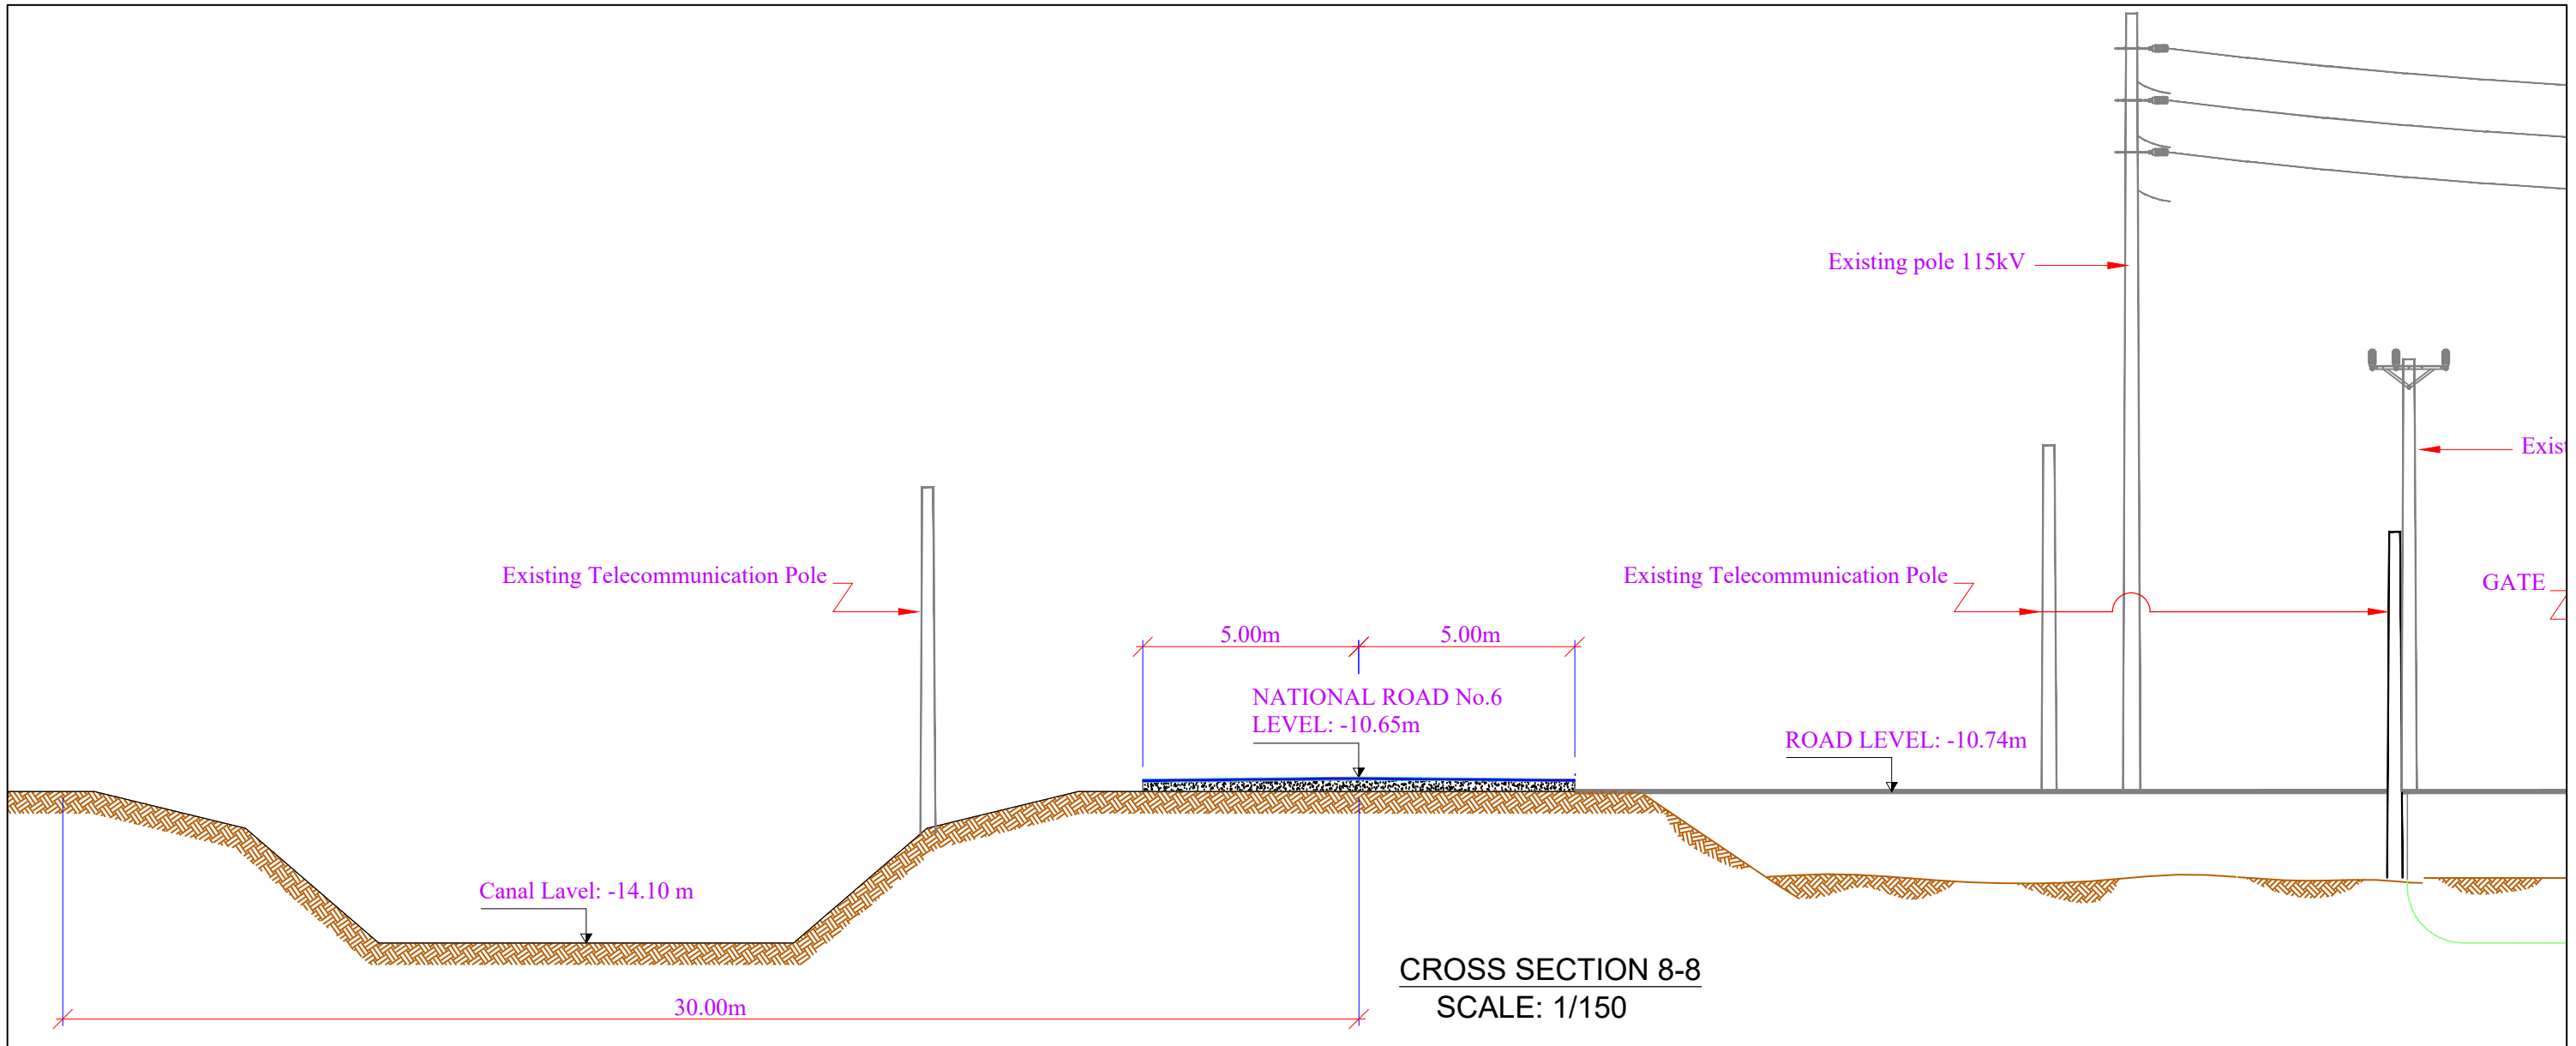 Existing pole 115kV
Exist
Existing Telecommunication Pole
Existing Telecommunication Pole
GATE
5.00m
5.00m
NATIONAL ROAD No.6
LEVEL: -10.65m
ROAD LEVEL: -10.74m
Canal Lavel: -14.10 m
CROSS SECTION 8-8
SCALE: 1/150
30.00m